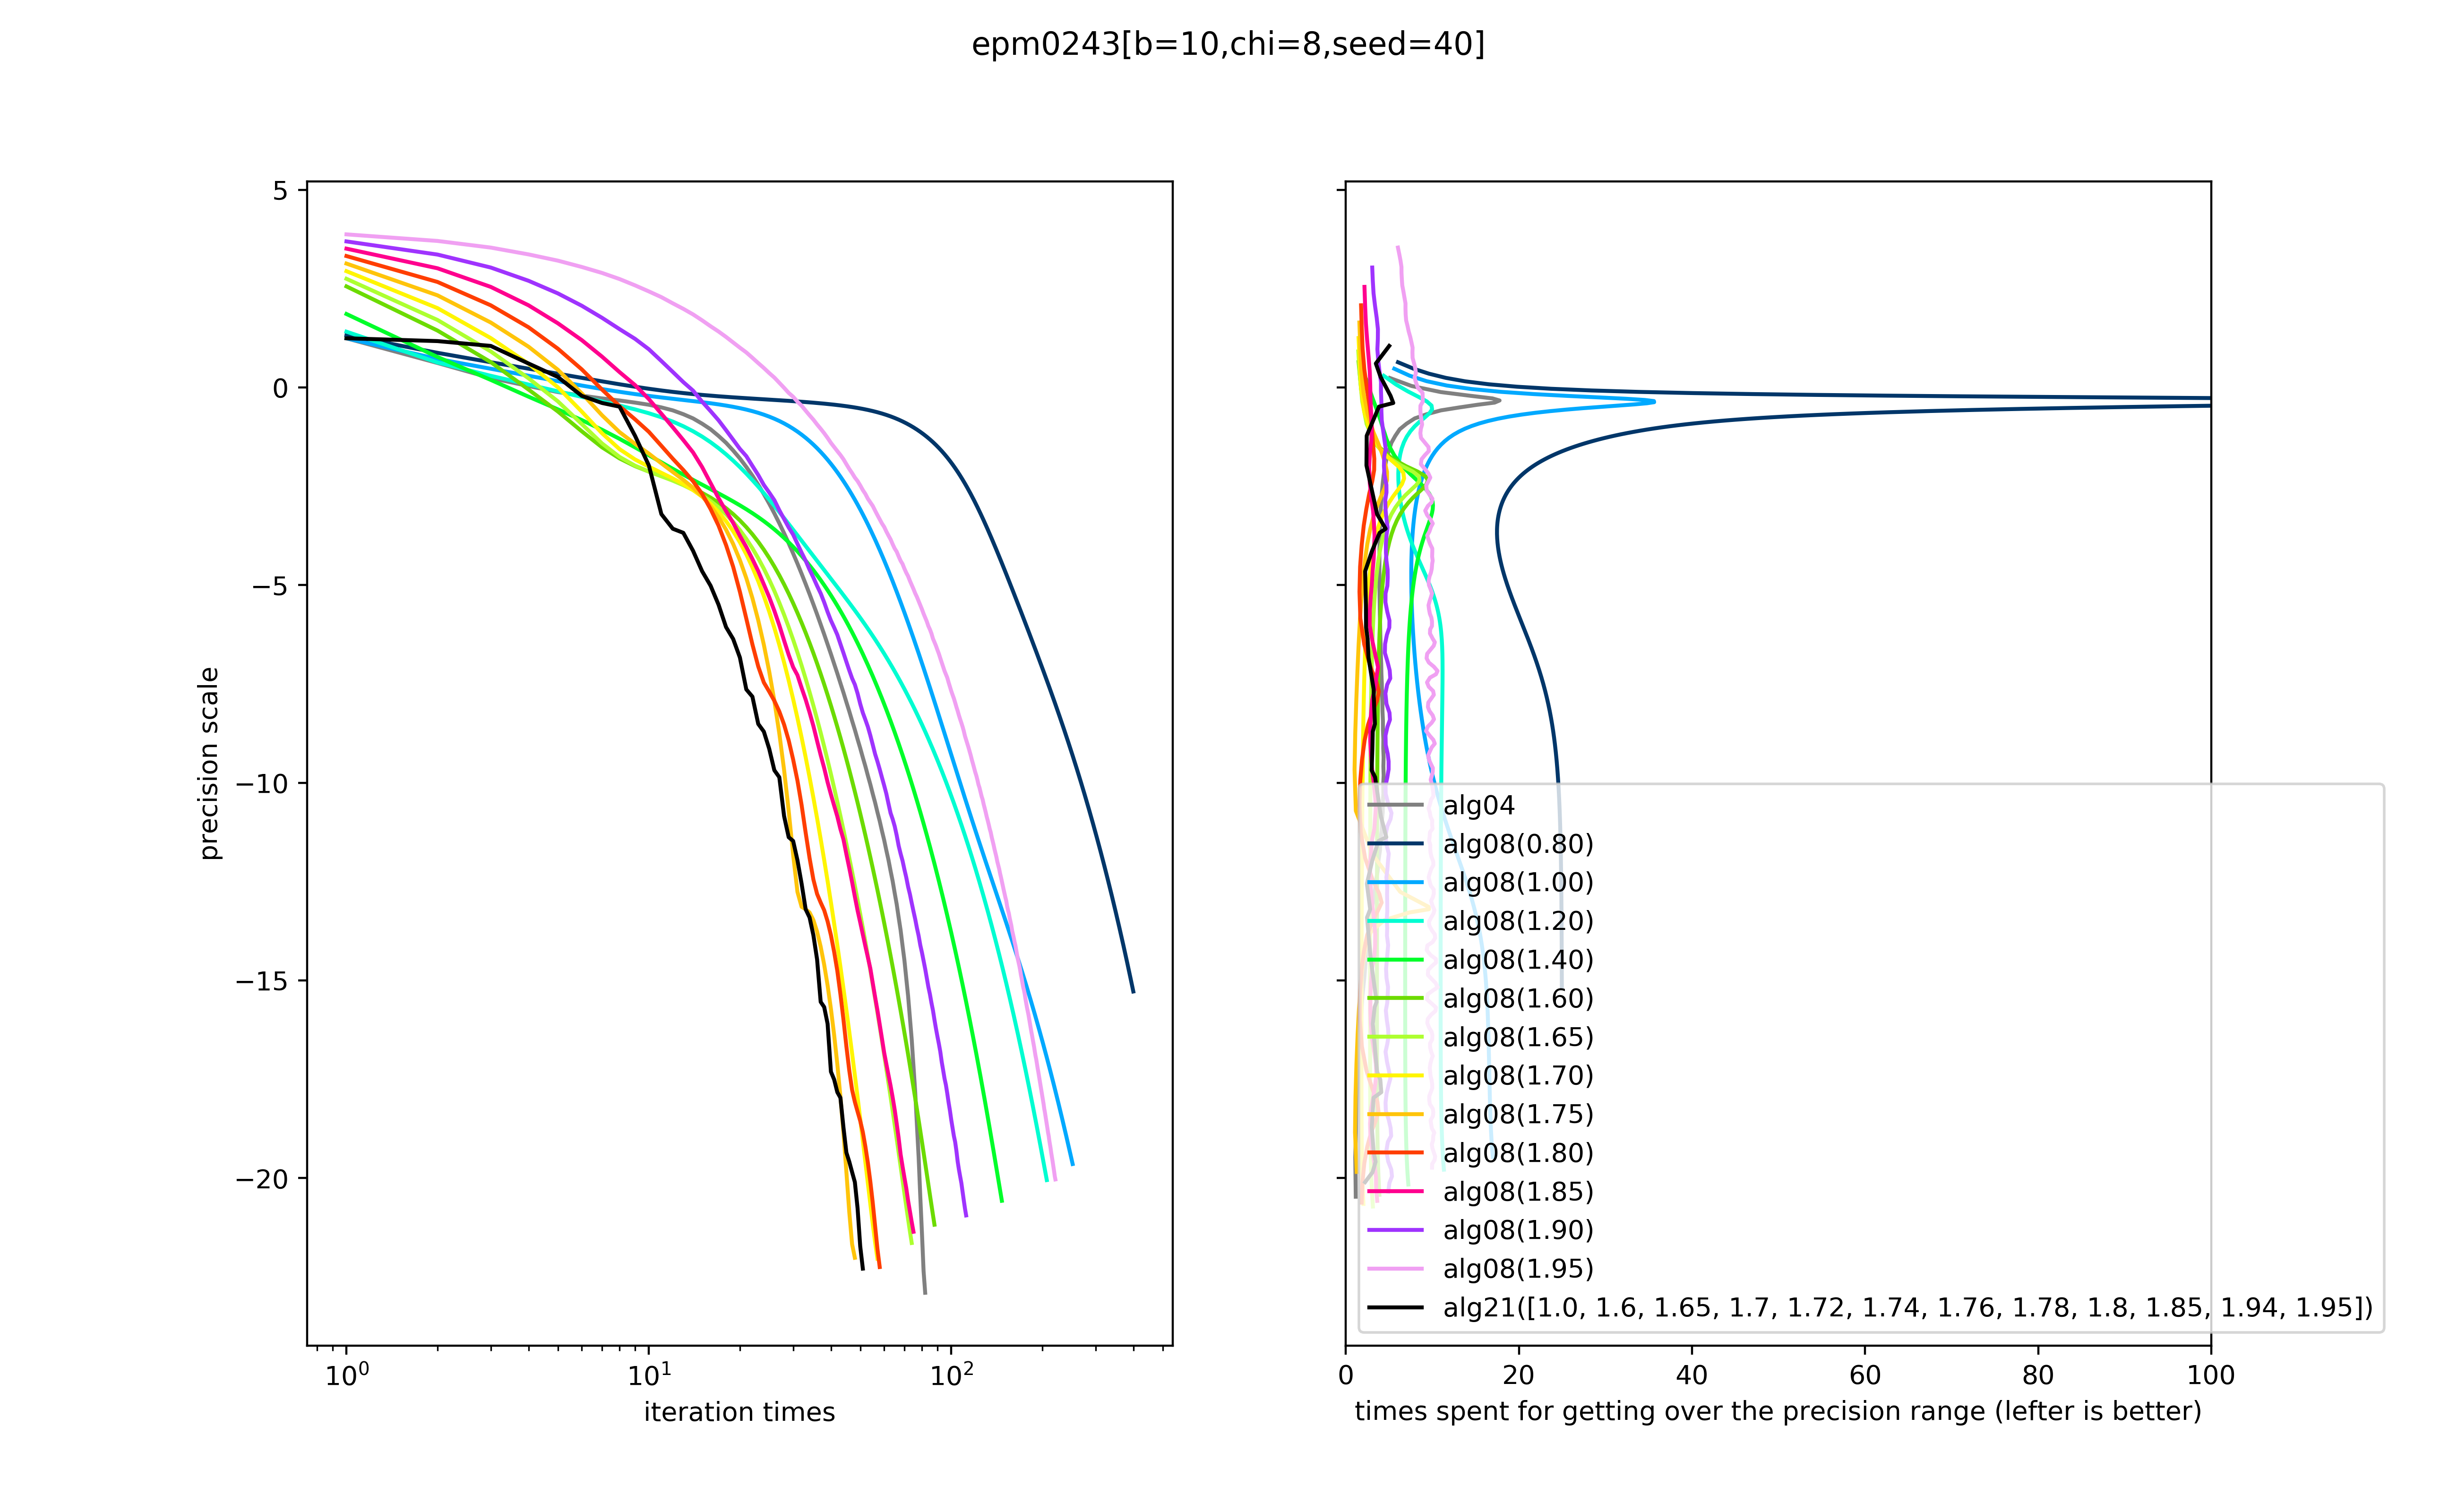 epm0243[b=10,chi=8,seed=40]
precision scale
5
0
−5
−10
−15
−20
10⁰ 10¹ 10²
iteration times
0 20 40 60 80 100
times spent for getting over the precision range (lefter is better)
alg04
alg08(0.80)
alg08(1.00)
alg08(1.20)
alg08(1.40)
alg08(1.60)
alg08(1.65)
alg08(1.70)
alg08(1.75)
alg08(1.80)
alg08(1.85)
alg08(1.90)
alg08(1.95)
alg21([1.0, 1.6, 1.65, 1.7, 1.72, 1.74, 1.76, 1.78, 1.8, 1.85, 1.94, 1.95])